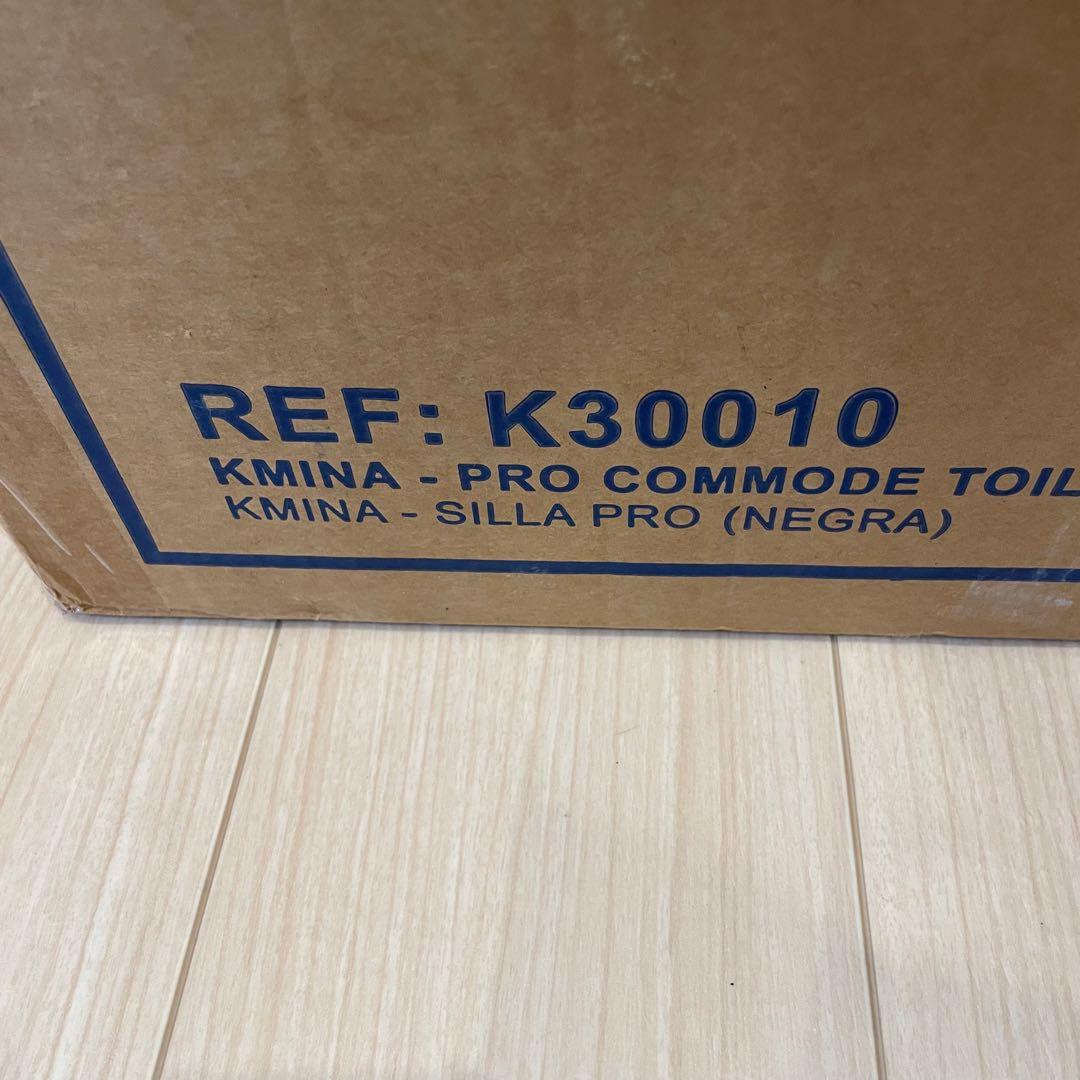 REF: K30010
KMINA - PRO COMMODE TOIL
KMINA - SILLA PRO (NEGRA)